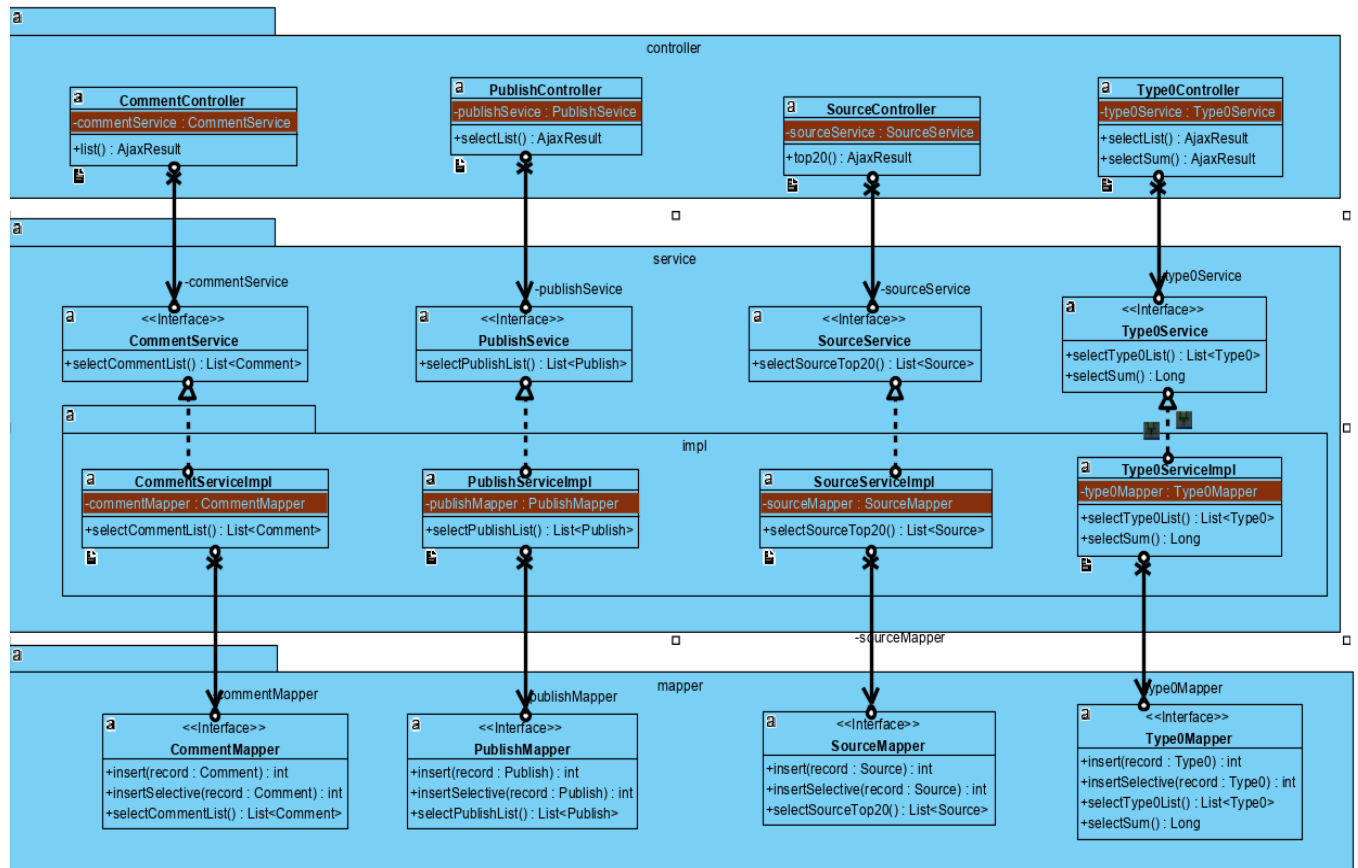 a
controller
a
CommentController
-commentService : CommentService
+list() : AjaxResult
a
PublishController
-publishSevice : PublishSevice
+selectList() : AjaxResult
a
SourceController
-sourceService : SourceService
+top20() : AjaxResult
a
Type0Controller
-type0Service : Type0Service
+selectList() : AjaxResult
+selectSum() : AjaxResult
a
service
-commentService
-publishSevice
-sourceService
-type0Service
a
<<Interface>>
CommentService
+selectCommentList() : List<Comment>
a
<<Interface>>
PublishSevice
+selectPublishList() : List<Publish>
a
<<Interface>>
SourceService
+selectSourceTop20() : List<Source>
a
<<Interface>>
Type0Service
+selectType0List() : List<Type0>
+selectSum() : Long
a
impl
a
CommentServiceImpl
-commentMapper : CommentMapper
+selectCommentList() : List<Comment>
a
PublishServiceImpl
-publishMapper : PublishMapper
+selectPublishList() : List<Publish>
a
SourceServiceImpl
-sourceMapper : SourceMapper
+selectSourceTop20() : List<Source>
a
Type0ServiceImpl
-type0Mapper : Type0Mapper
+selectType0List() : List<Type0>
+selectSum() : Long
-sourceMapper
a
mapper
-commentMapper
-publishMapper
-type0Mapper
a
<<Interface>>
CommentMapper
+insert(record : Comment) : int
+insertSelective(record : Comment) : int
+selectCommentList() : List<Comment>
a
<<Interface>>
PublishMapper
+insert(record : Publish) : int
+insertSelective(record : Publish) : int
+selectPublishList() : List<Publish>
a
<<Interface>>
SourceMapper
+insert(record : Source) : int
+insertSelective(record : Source) : int
+selectSourceTop20() : List<Source>
a
<<Interface>>
Type0Mapper
+insert(record : Type0) : int
+insertSelective(record : Type0) : int
+selectType0List() : List<Type0>
+selectSum() : Long